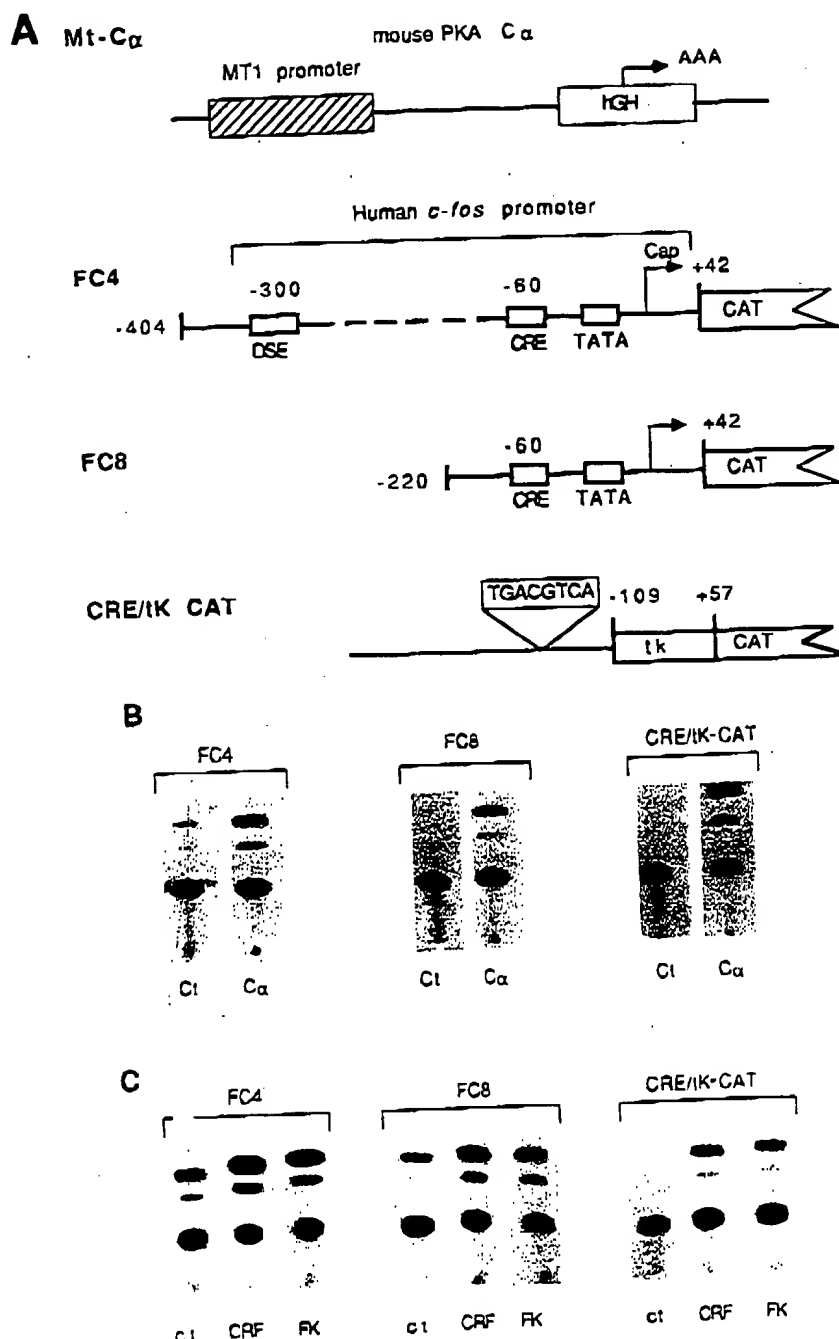 A Mt-Cα mouse PKA Cα
MT1 promoter
AAA
hGH
Human c-fos promoter
FC4
-404
-300
DSE
-60
CRE
TATA
Cap
+42
CAT
FC8
-220
-60
CRE
TATA
+42
CAT
CRE/tK CAT
TGACGTCA
-109
+57
tk
CAT
B
FC4
FC8
CRE/tK-CAT
Ct Cα Ct Cα Ct Cα
C
FC4
FC8
CRE/tK-CAT
ct CRF FK ct CRF FK ct CRF FK